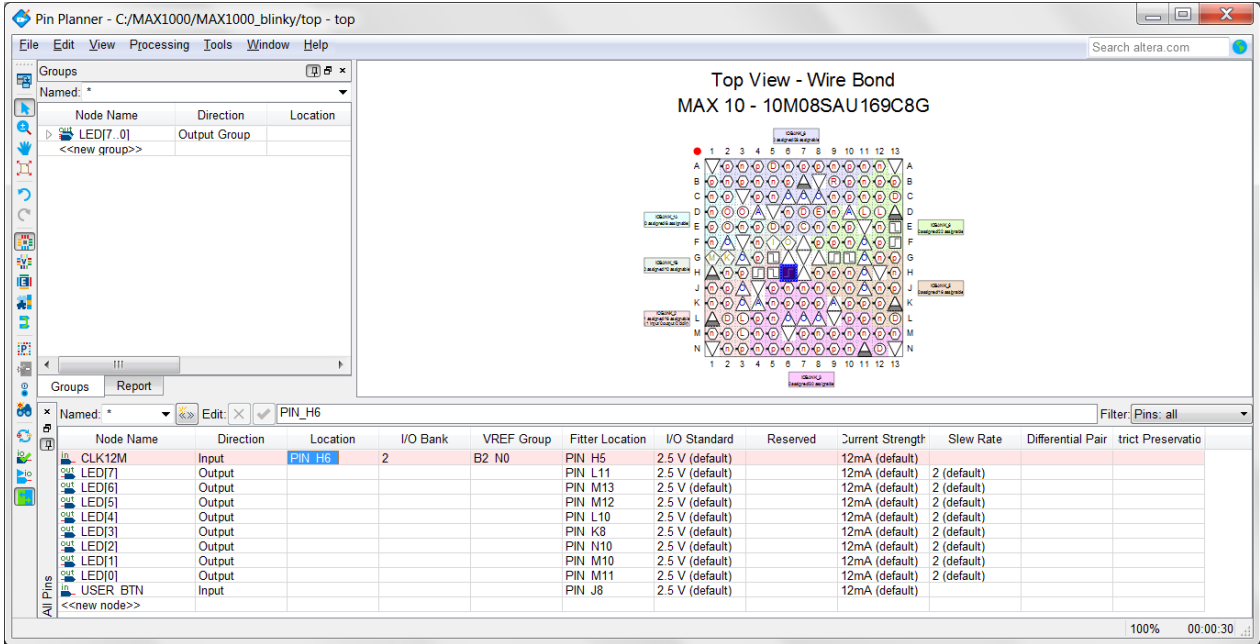 Pin Planner - C:/MAX1000/MAX1000_blinky/top - top
File Edit View Processing Tools Window Help
Search altera.com
Groups
Named: *
Node Name Direction Location
LED[7..0] Output Group
<<new group>>
Groups Report
Top View - Wire Bond
MAX 10 - 10M08SAU169C8G
1 2 3 4 5 6 7 8 9 10 11 12 13
A A
B B
C C
D D
E E
F F
G G
H H
J J
K K
L L
M M
N N
1 2 3 4 5 6 7 8 9 10 11 12 13
Named: * Edit: PIN_H6 Filter: Pins: all
Node Name Direction Location I/O Bank VREF Group Fitter Location I/O Standard Reserved Current Strength Slew Rate Differential Pair trict Preservatio
CLK12M Input PIN_H6 2 B2_N0 PIN_H5 2.5 V (default) 12mA (default)
LED[7] Output PIN_L11 2.5 V (default) 12mA (default) 2 (default)
LED[6] Output PIN_M13 2.5 V (default) 12mA (default) 2 (default)
LED[5] Output PIN_M12 2.5 V (default) 12mA (default) 2 (default)
LED[4] Output PIN_L10 2.5 V (default) 12mA (default) 2 (default)
LED[3] Output PIN_K8 2.5 V (default) 12mA (default) 2 (default)
LED[2] Output PIN_N10 2.5 V (default) 12mA (default) 2 (default)
LED[1] Output PIN_M10 2.5 V (default) 12mA (default) 2 (default)
LED[0] Output PIN_M11 2.5 V (default) 12mA (default) 2 (default)
USER_BTN Input PIN_J8 2.5 V (default) 12mA (default)
<<new node>>
All Pins
100% 00:00:30